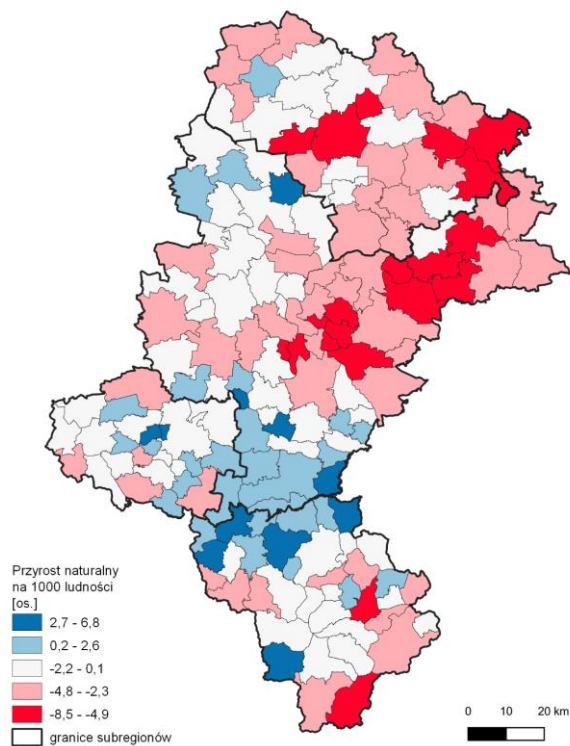 Przyrost naturalny
na 1000 ludności
[os.]
2,7 - 6,8
0,2 - 2,6
-2,2 - 0,1
-4,8 - -2,3
-8,5 - -4,9
granice subregionów
0 10 20 km